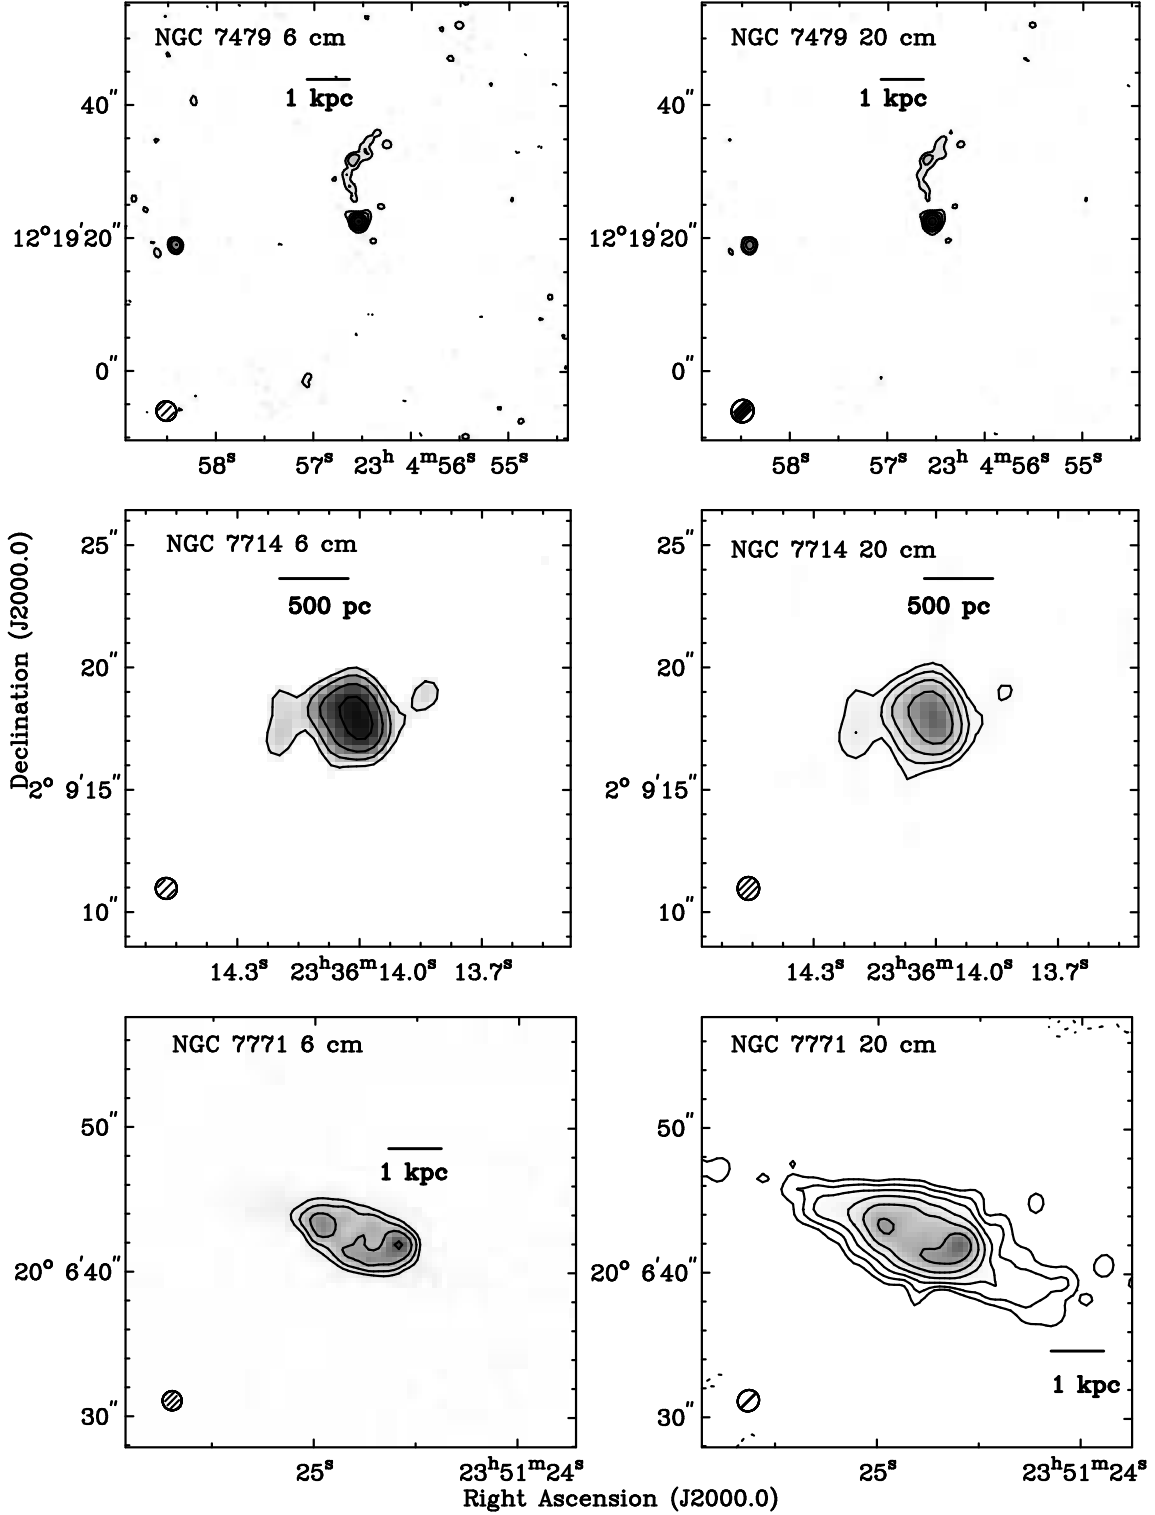 NGC 7479 6 cm
1 kpc
40″
12°19′20″
0″
58ˢ 57ˢ 23ʰ 4ᵐ56ˢ 55ˢ
NGC 7479 20 cm
1 kpc
40″
12°19′20″
0″
58ˢ 57ˢ 23ʰ 4ᵐ56ˢ 55ˢ
Declination (J2000.0)
NGC 7714 6 cm
500 pc
25″
20″
2° 9′15″
10″
14.3ˢ 23ʰ36ᵐ14.0ˢ 13.7ˢ
NGC 7714 20 cm
500 pc
25″
20″
2° 9′15″
10″
14.3ˢ 23ʰ36ᵐ14.0ˢ 13.7ˢ
NGC 7771 6 cm
1 kpc
50″
20° 6′40″
30″
25ˢ 23ʰ51ᵐ24ˢ
NGC 7771 20 cm
50″
20° 6′40″
1 kpc
30″
25ˢ 23ʰ51ᵐ24ˢ
Right Ascension (J2000.0)